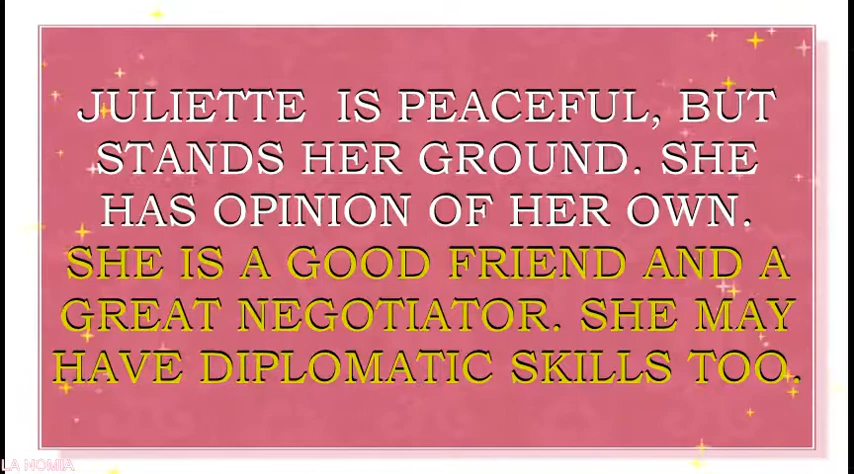 JULIETTE IS PEACEFUL, BUT
STANDS HER GROUND. SHE
HAS OPINION OF HER OWN.
SHE IS A GOOD FRIEND AND A
GREAT NEGOTIATOR. SHE MAY
HAVE DIPLOMATIC SKILLS TOO.
LA NOMIA